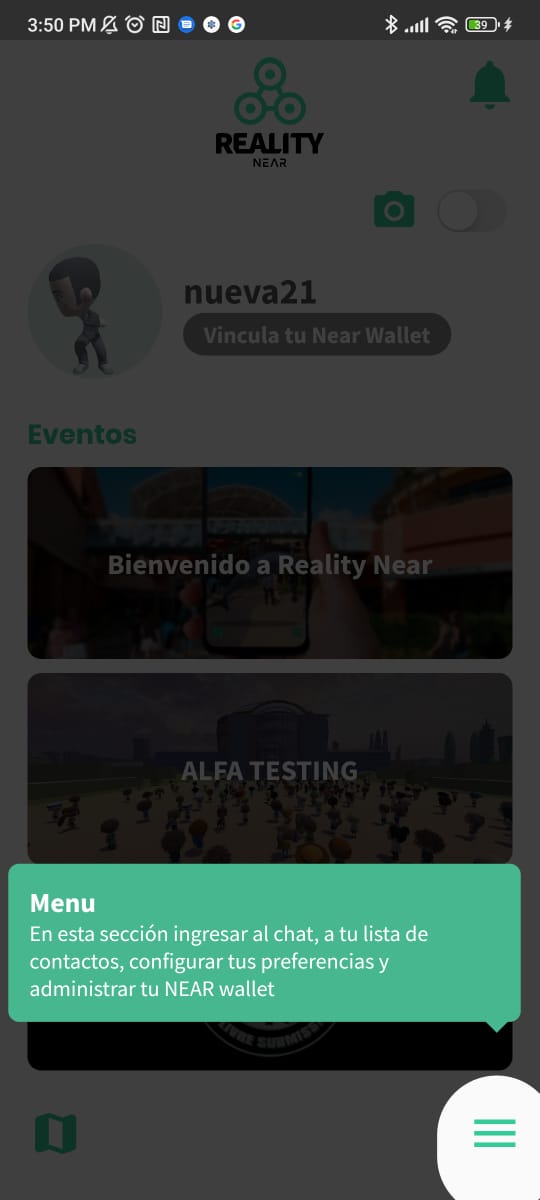 3:50 PM
39
REALITY
NEAR
nueva21
Vincula tu Near Wallet
Eventos
Bienvenido a Reality Near
ALFA TESTING
Menu
En esta sección ingresar al chat, a tu lista de
contactos, configurar tus preferencias y
administrar tu NEAR wallet